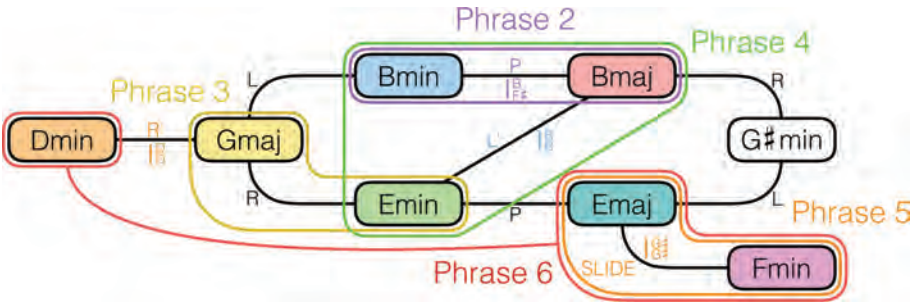 Phrase 2
Phrase 4
Bmin
P
B
F♯
Bmaj
L
R
Phrase 3
Dmin
R'
Gmaj
L'
G♯min
R
Emin
P
Emaj
L
Phrase 5
SLIDE
Fmin
Phrase 6